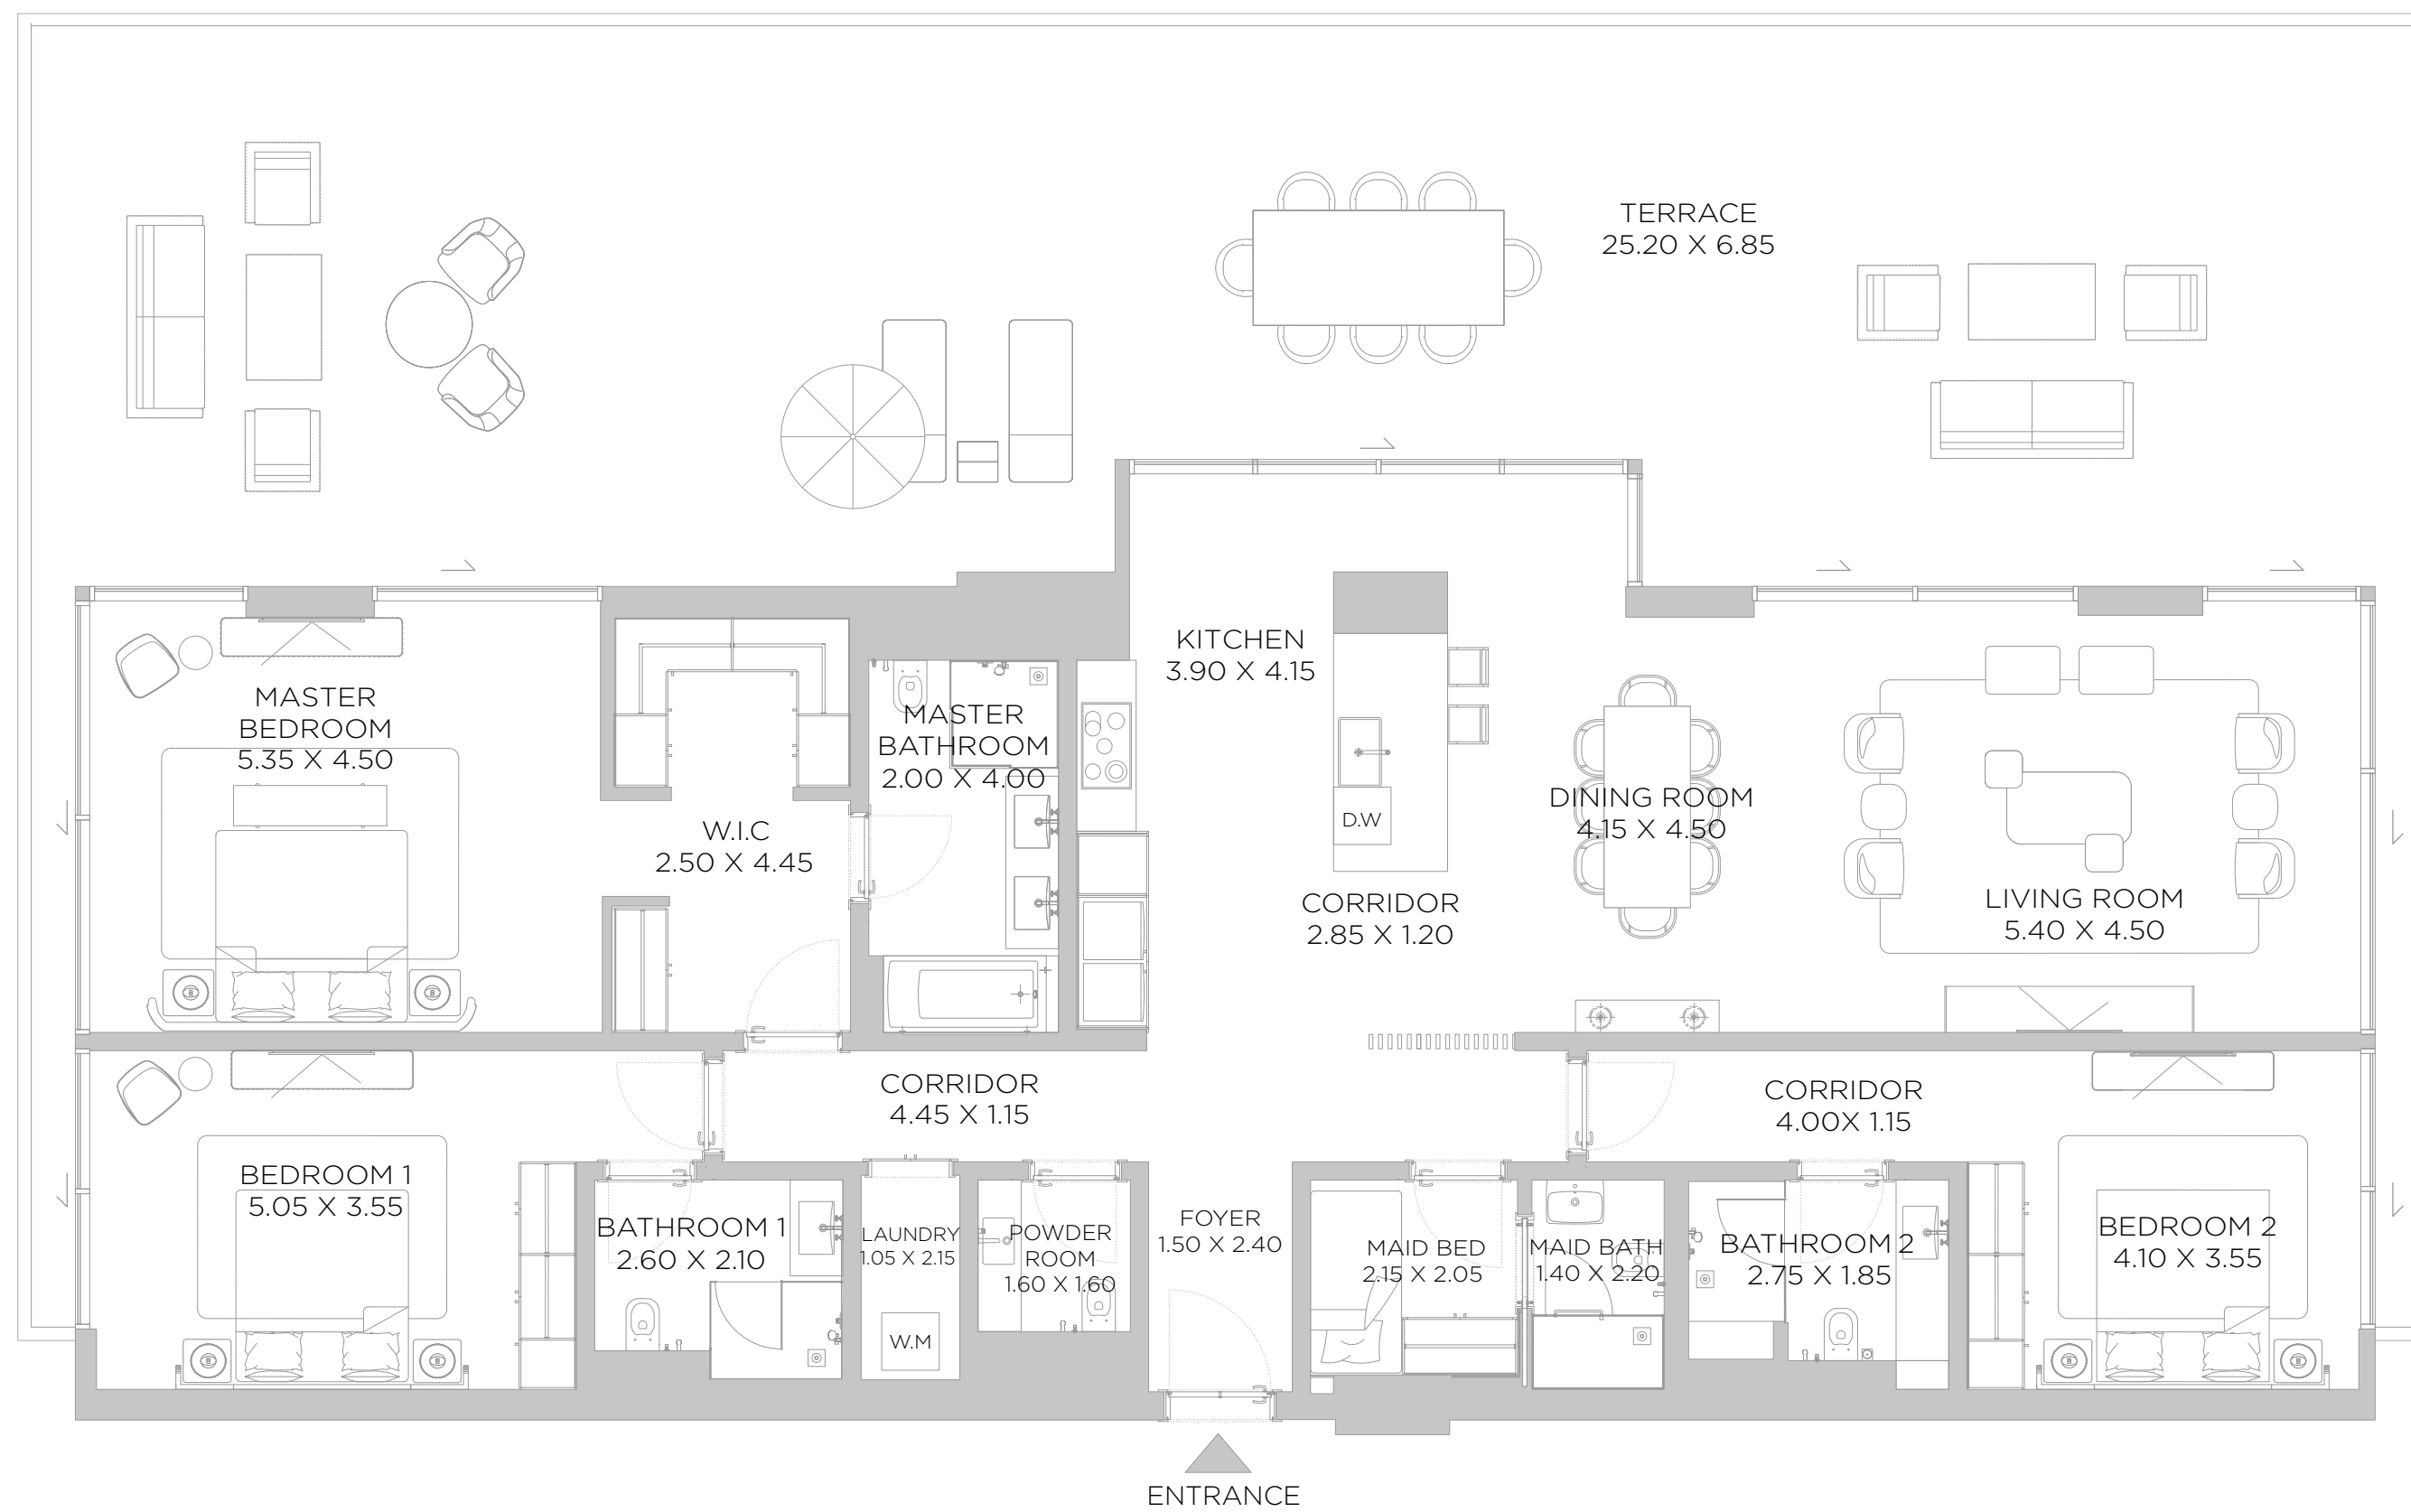 TERRACE
25.20 X 6.85
KITCHEN
3.90 X 4.15
MASTER
BEDROOM
5.35 X 4.50
MASTER
BATHROOM
2.00 X 4.00
W.I.C
2.50 X 4.45
D.W
DINING ROOM
4.15 X 4.50
CORRIDOR
2.85 X 1.20
LIVING ROOM
5.40 X 4.50
CORRIDOR
4.45 X 1.15
CORRIDOR
4.00X 1.15
BEDROOM 1
5.05 X 3.55
BATHROOM 1
2.60 X 2.10
LAUNDRY
1.05 X 2.15
POWDER
ROOM
1.60 X 1.60
FOYER
1.50 X 2.40
MAID BED
2.15 X 2.05
MAID BATH
1.40 X 2.20
BATHROOM 2
2.75 X 1.85
BEDROOM 2
4.10 X 3.55
W.M
ENTRANCE